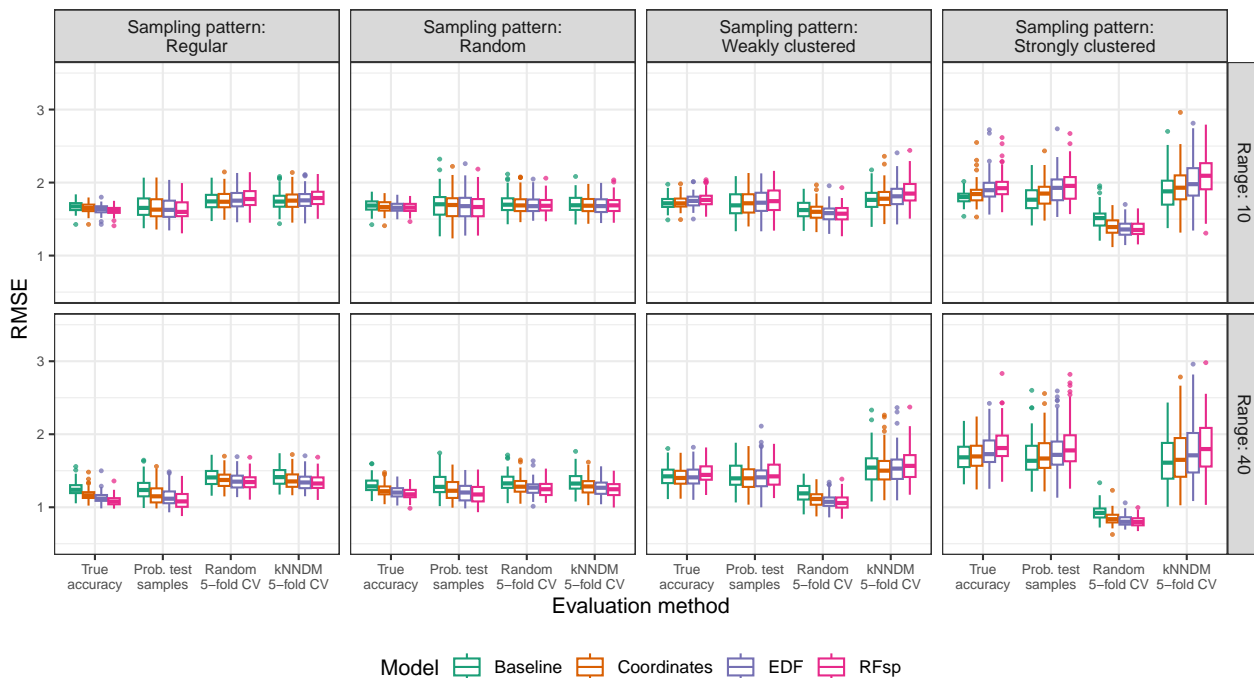 Sampling pattern:
Regular
Sampling pattern:
Random
Sampling pattern:
Weakly clustered
Sampling pattern:
Strongly clustered
Range: 10
Range: 40
RMSE
3
2
1
3
2
1
True
accuracy
Prob. test
samples
Random
5−fold CV
kNNDM
5−fold CV
True
accuracy
Prob. test
samples
Random
5−fold CV
kNNDM
5−fold CV
True
accuracy
Prob. test
samples
Random
5−fold CV
kNNDM
5−fold CV
True
accuracy
Prob. test
samples
Random
5−fold CV
kNNDM
5−fold CV
Evaluation method
Model Baseline Coordinates EDF RFsp